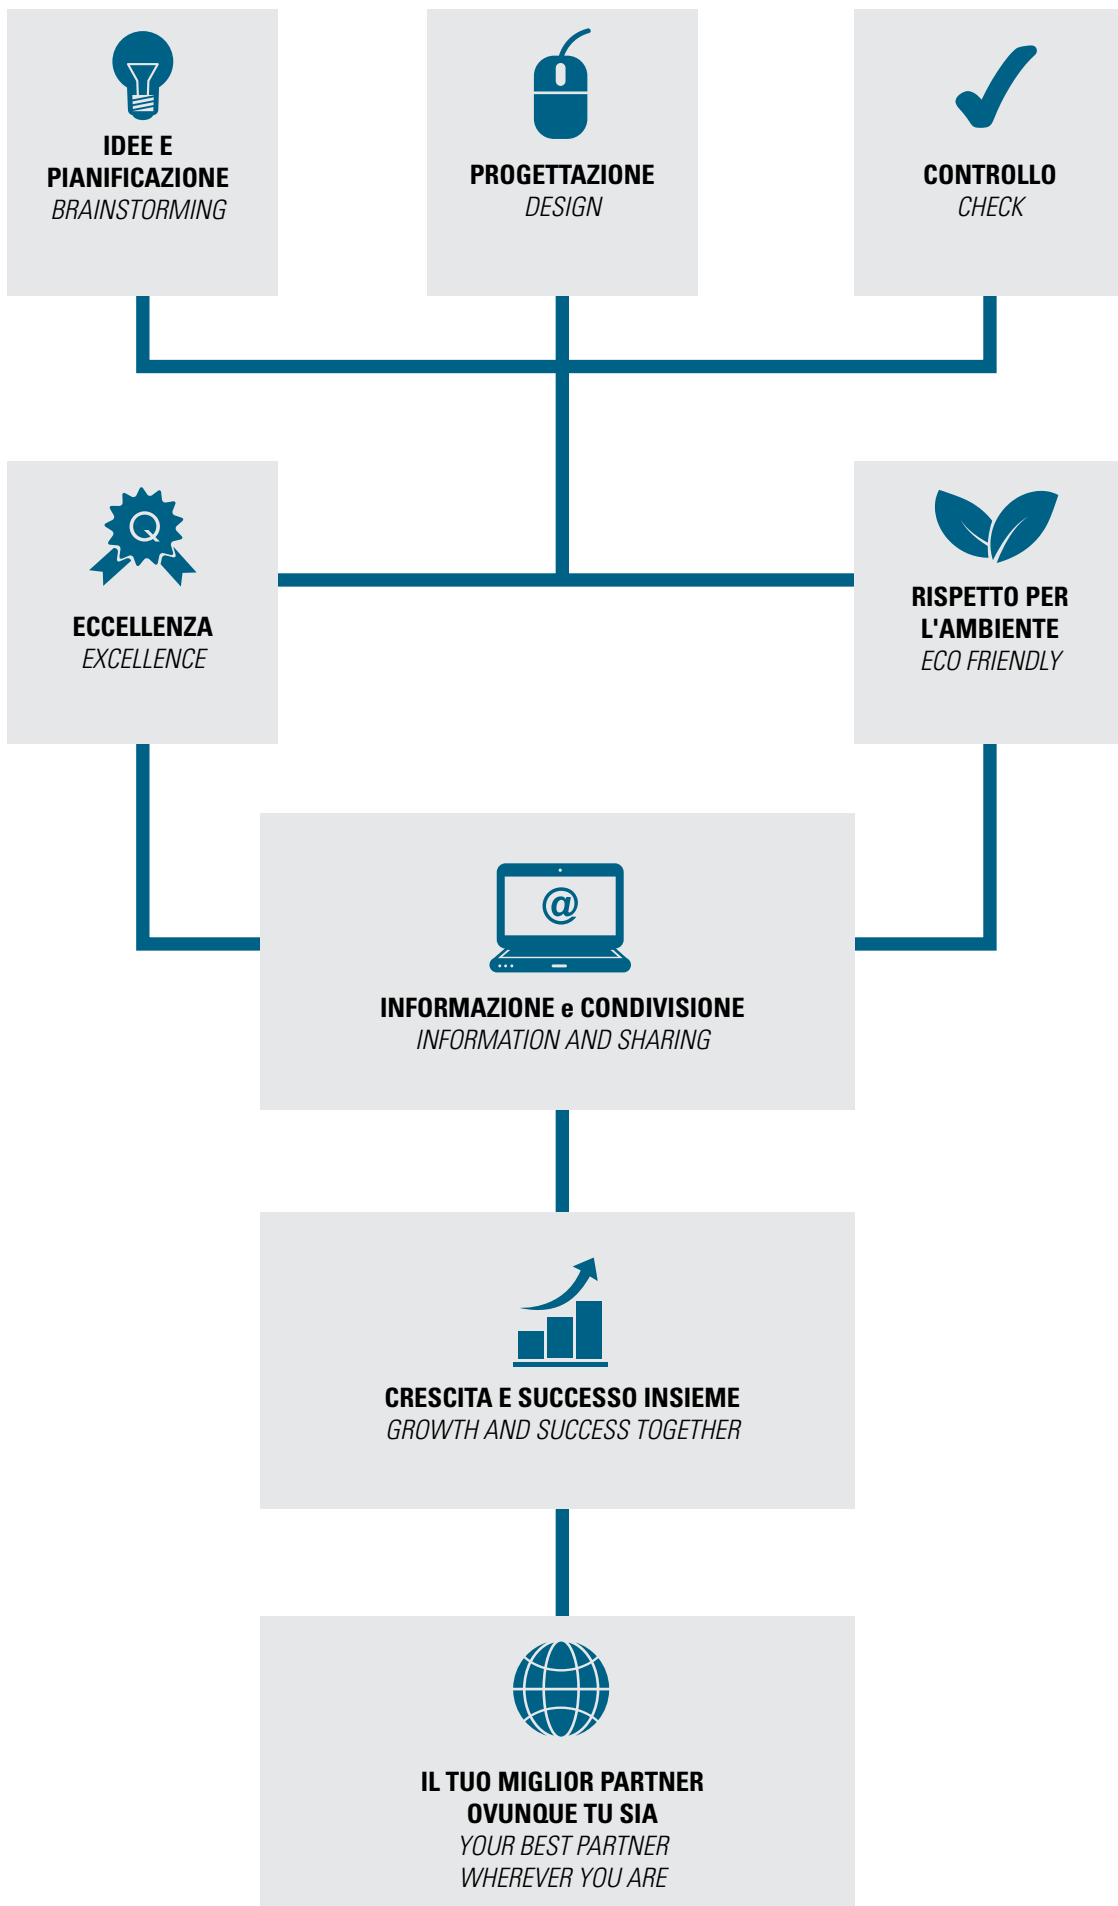 IDEE E
PIANIFICAZIONE
BRAINSTORMING
PROGETTAZIONE
DESIGN
CONTROLLO
CHECK
Q
ECCELLENZA
EXCELLENCE
RISPETTO PER
L'AMBIENTE
ECO FRIENDLY
@
INFORMAZIONE e CONDIVISIONE
INFORMATION AND SHARING
CRESCITA E SUCCESSO INSIEME
GROWTH AND SUCCESS TOGETHER
IL TUO MIGLIOR PARTNER
OVUNQUE TU SIA
YOUR BEST PARTNER
WHEREVER YOU ARE